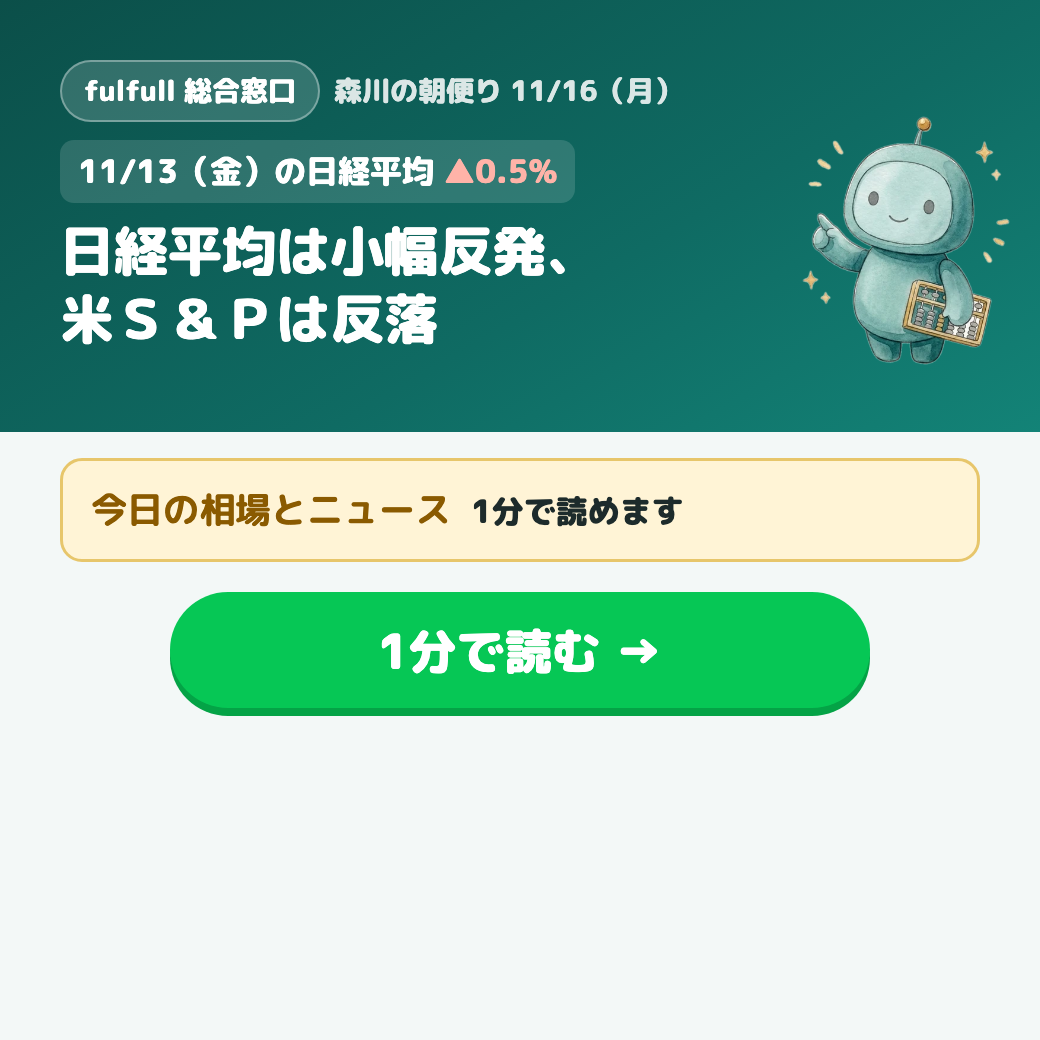 fulfull 総合窓口 森川の朝便り 11/16（月）
11/13（金）の日経平均 ▲0.5%
日経平均は小幅反発、
米Ｓ＆Ｐは反落
今日の相場とニュース 1分で読めます
1分で読む →